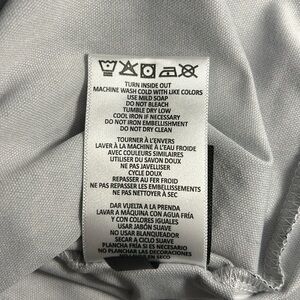 TURN INSIDE OUT
MACHINE WASH COLD WITH LIKE COLORS
USE MILD SOAP
DO NOT BLEACH
TUMBLE DRY LOW
COOL IRON IF NECESSARY
DO NOT IRON EMBELLISHMENT
DO NOT DRY CLEAN
TOURNER À L'ENVERS
LAVER À LA MACHINE À L'EAU FROIDE
AVEC COULEURS SIMILAIRES
UTILISER DU SAVON DOUX
NE PAS JAVELLISER
CYCLE DOUX
REPASSER AU FER FROID
NE PAS REPASSER LES EMBELLISSEMENTS
NE PAS NETTOYER À SEC
DAR VUELTA A LA PRENDA
LAVAR A MÁQUINA CON AGUA FRÍA
Y CON COLORES IGUALES
USAR JABÓN SUAVE
NO USAR BLANQUEADOR
SECAR A CICLO SUAVE
PLANCHA FRÍA SI ES NECESARIO
NO PLANCHAR LAS DECORACIONES
EN SECO